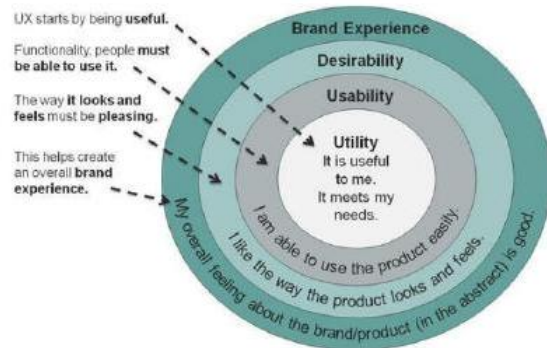 UX starts by being useful.
Functionality, people must
be able to use it.
The way it looks and
feels must be pleasing.
This helps create
an overall brand
experience.
Brand Experience
Desirability
Usability
Utility
It is useful
to me.
It meets my
needs.
I am able to use the product easily.
I like the way the product looks and feels.
My overall feeling about the brand/product (in the abstract) is good.